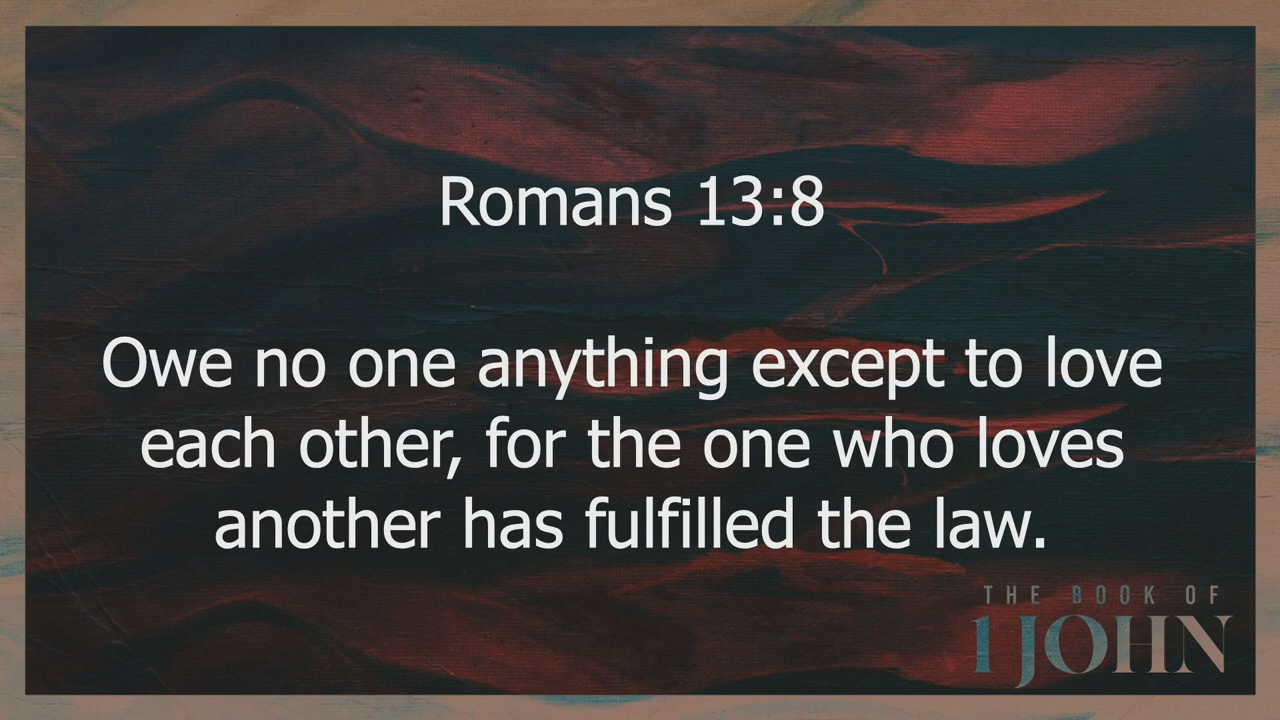 Romans 13:8
Owe no one anything except to love
each other, for the one who loves
another has fulfilled the law.
THE BOOK OF
1 JOHN